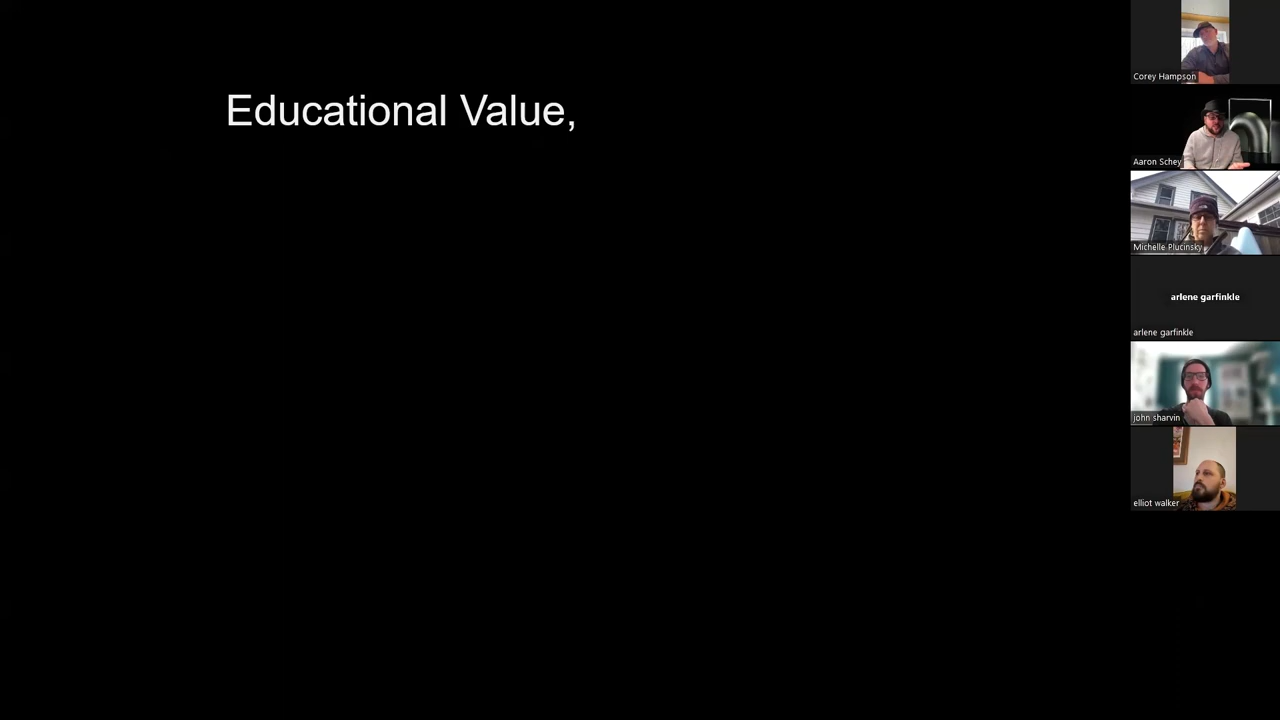 Educational Value,
Corey Hampson
Aaron Schey
Michelle Plucinsky
arlene garfinkle
arlene garfinkle
john sharvin
elliot walker